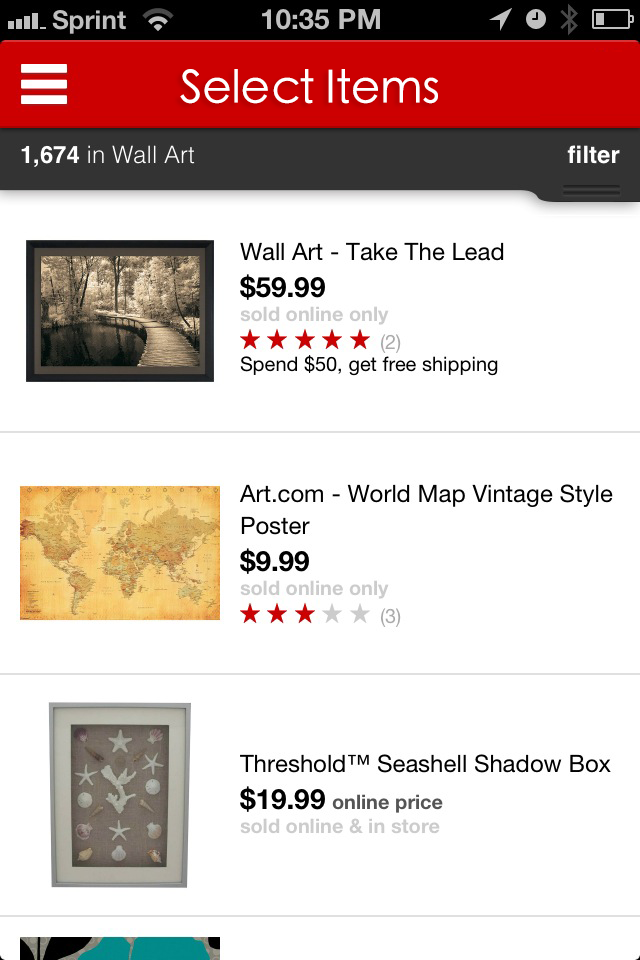 Sprint 10:35 PM
Select Items
1,674 in Wall Art filter
Wall Art - Take The Lead
$59.99
sold online only
(2)
Spend $50, get free shipping
Art.com - World Map Vintage Style
Poster
$9.99
sold online only
(3)
Threshold™ Seashell Shadow Box
$19.99 online price
sold online & in store